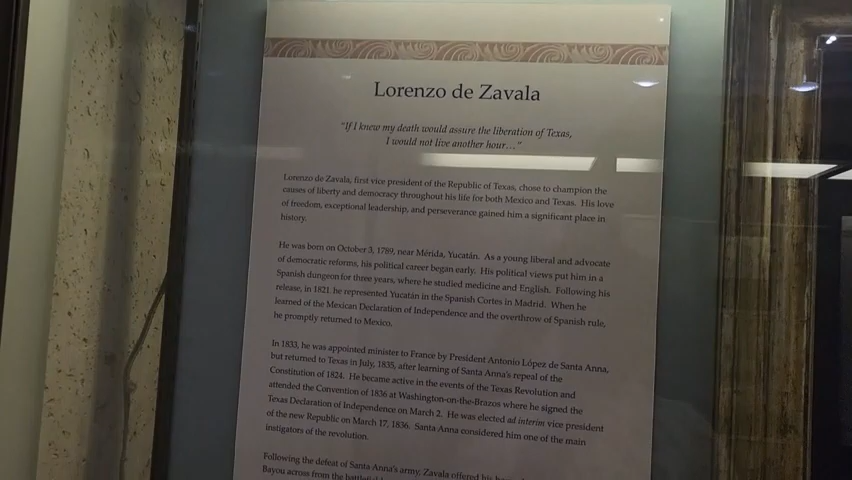 Lorenzo de Zavala
"If I knew my death would assure the liberation of Texas,
I would not live another hour…"
Lorenzo de Zavala, first vice president of the Republic of Texas, chose to champion the
causes of liberty and democracy throughout his life for both Mexico and Texas. His love
of freedom, exceptional leadership, and perseverance gained him a significant place in
history.
He was born on October 3, 1789, near Mérida, Yucatán. As a young liberal and advocate
of democratic reforms, his political career began early. His political views put him in a
Spanish dungeon for three years, where he studied medicine and English. Following his
release, in 1821, he represented Yucatán in the Spanish Cortes in Madrid. When he
learned of the Mexican Declaration of Independence and the overthrow of Spanish rule,
he promptly returned to Mexico.
In 1833, he was appointed minister to France by President Antonio López de Santa Anna,
but returned to Texas in July, 1835, after learning of Santa Anna's repeal of the
Constitution of 1824. He became active in the events of the Texas Revolution and
attended the Convention of 1836 at Washington-on-the-Brazos where he signed the
Texas Declaration of Independence on March 2. He was elected ad interim vice president
of the new Republic on March 17, 1836. Santa Anna considered him one of the main
instigators of the revolution.
Following the defeat of Santa Anna's army, Zavala offered his
Bayou across from the